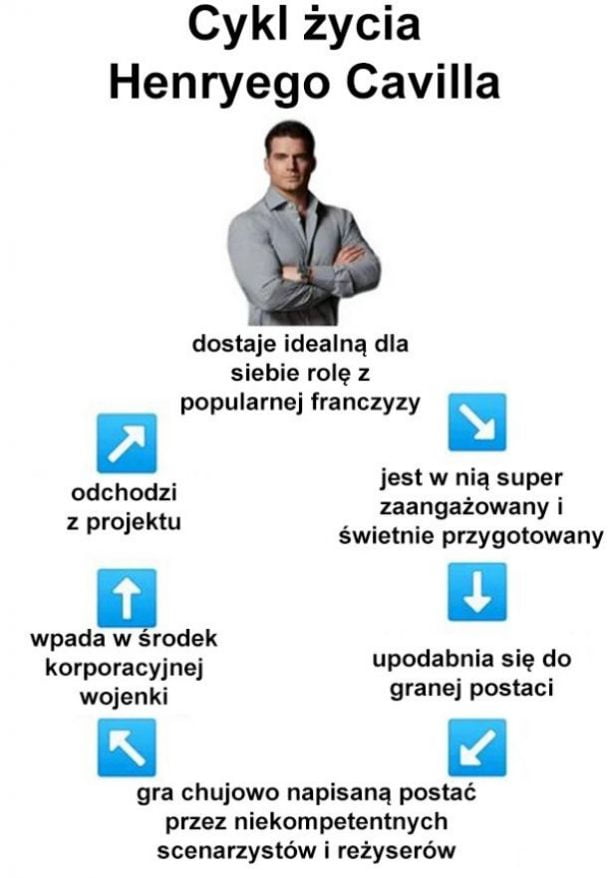 Cykl życia
Henryego Cavilla
dostaje idealną dla
siebie rolę z
popularnej franczyzy
jest w nią super
zaangażowany i
świetnie przygotowany
upodabnia się do
granej postaci
gra chujowo napisaną postać
przez niekompetentnych
scenarzystów i reżyserów
wpada w środek
korporacyjnej
wojenki
odchodzi
z projektu